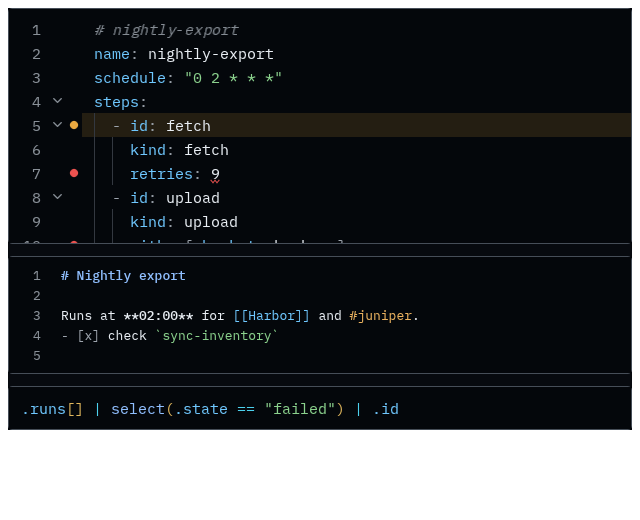 1 # nightly-export
2 name: nightly-export
3 schedule: "0 2 * * *"
4 steps:
5 - id: fetch
6 kind: fetch
7 retries: 9
8 - id: upload
9 kind: upload
1 # Nightly export
2
3 Runs at **02:00** for [[Harbor]] and #juniper.
4 - [x] check `sync-inventory`
5
.runs[] | select(.state == "failed") | .id